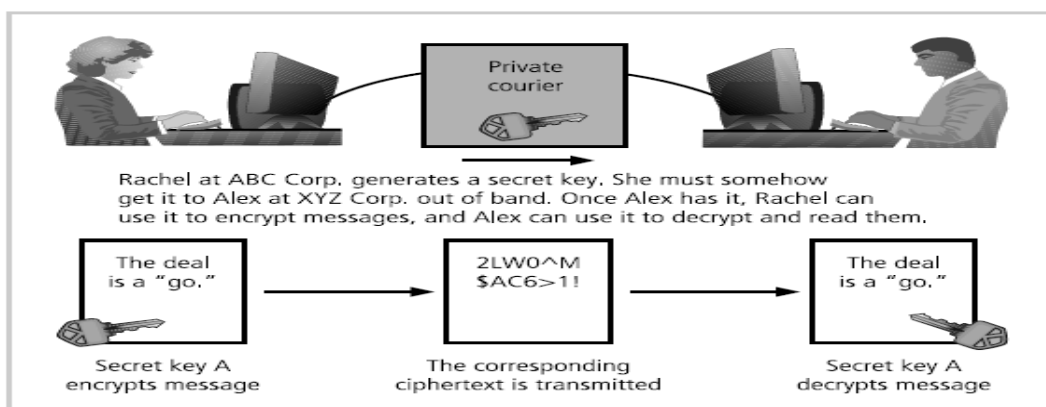 Private
courier
Rachel at ABC Corp. generates a secret key. She must somehow
get it to Alex at XYZ Corp. out of band. Once Alex has it, Rachel can
use it to encrypt messages, and Alex can use it to decrypt and read them.
The deal
is a “go.”
2LW0^M
$AC6>1!
The deal
is a “go.”
Secret key A
encrypts message
The corresponding
ciphertext is transmitted
Secret key A
decrypts message